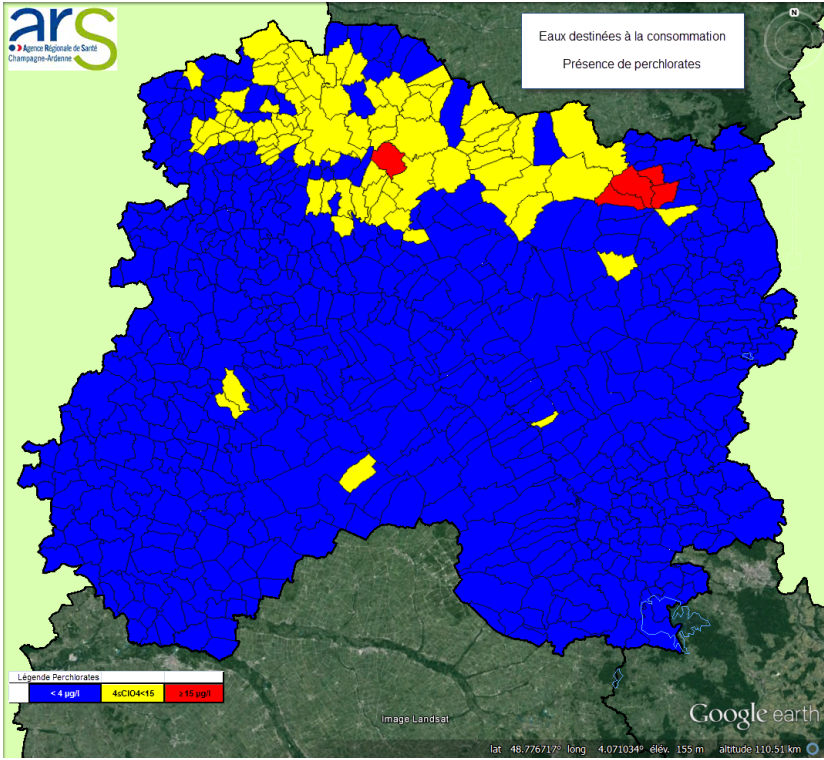 ars
Agence Régionale de Santé
Champagne-Ardenne
Eaux destinées à la consommation
Présence de perchlorates
N
Légende Perchlorates
< 4 µg/l
4≤ClO4<15
≥15 µg/l
Image Landsat
Google earth
lat 48.776717° long 4.071034° élév. 155 m altitude 110.51 km